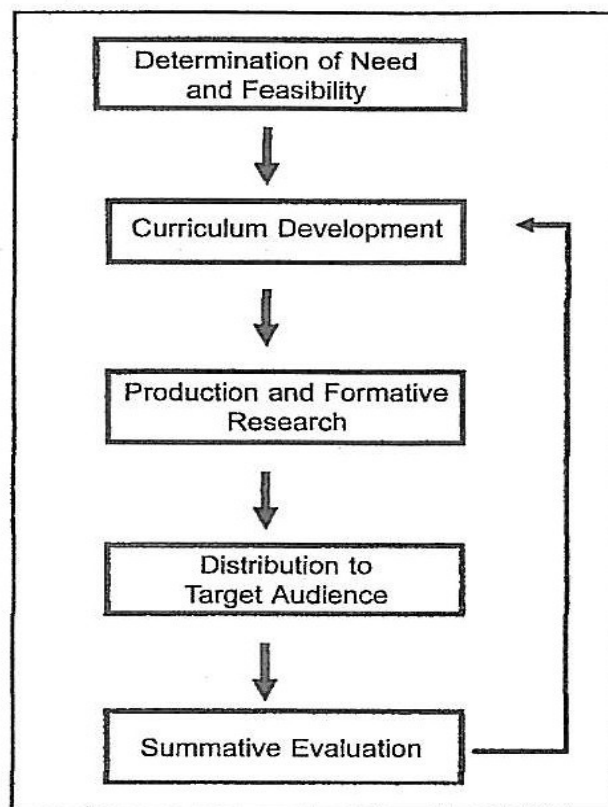 Determination of Need
and Feasibility
Curriculum Development
Production and Formative
Research
Distribution to
Target Audience
Summative Evaluation